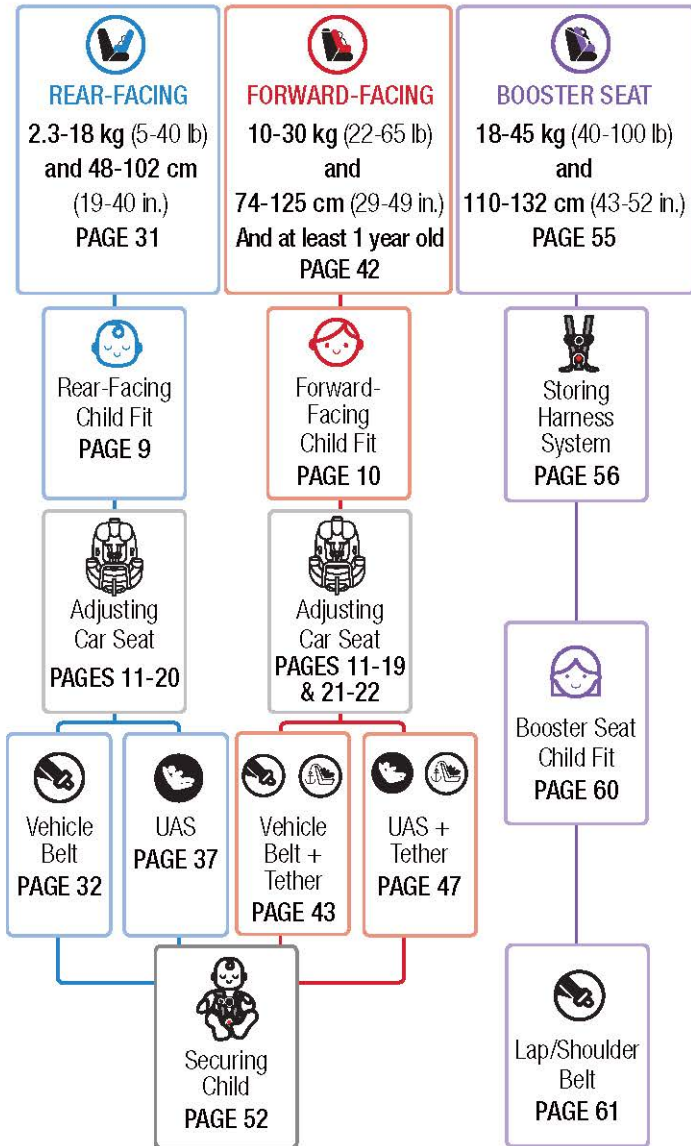 REAR-FACING
2.3-18 kg (5-40 lb)
and 48-102 cm
(19-40 in.)
PAGE 31
FORWARD-FACING
10-30 kg (22-65 lb)
and
74-125 cm (29-49 in.)
And at least 1 year old
PAGE 42
BOOSTER SEAT
18-45 kg (40-100 lb)
and
110-132 cm (43-52 in.)
PAGE 55
Rear-Facing
Child Fit
PAGE 9
Forward-
Facing
Child Fit
PAGE 10
Storing
Harness
System
PAGE 56
Adjusting
Car Seat
PAGES 11-20
Adjusting
Car Seat
PAGES 11-19
& 21-22
Booster Seat
Child Fit
PAGE 60
Vehicle
Belt
PAGE 32
UAS
PAGE 37
Vehicle
Belt +
Tether
PAGE 43
UAS +
Tether
PAGE 47
Securing
Child
PAGE 52
Lap/Shoulder
Belt
PAGE 61